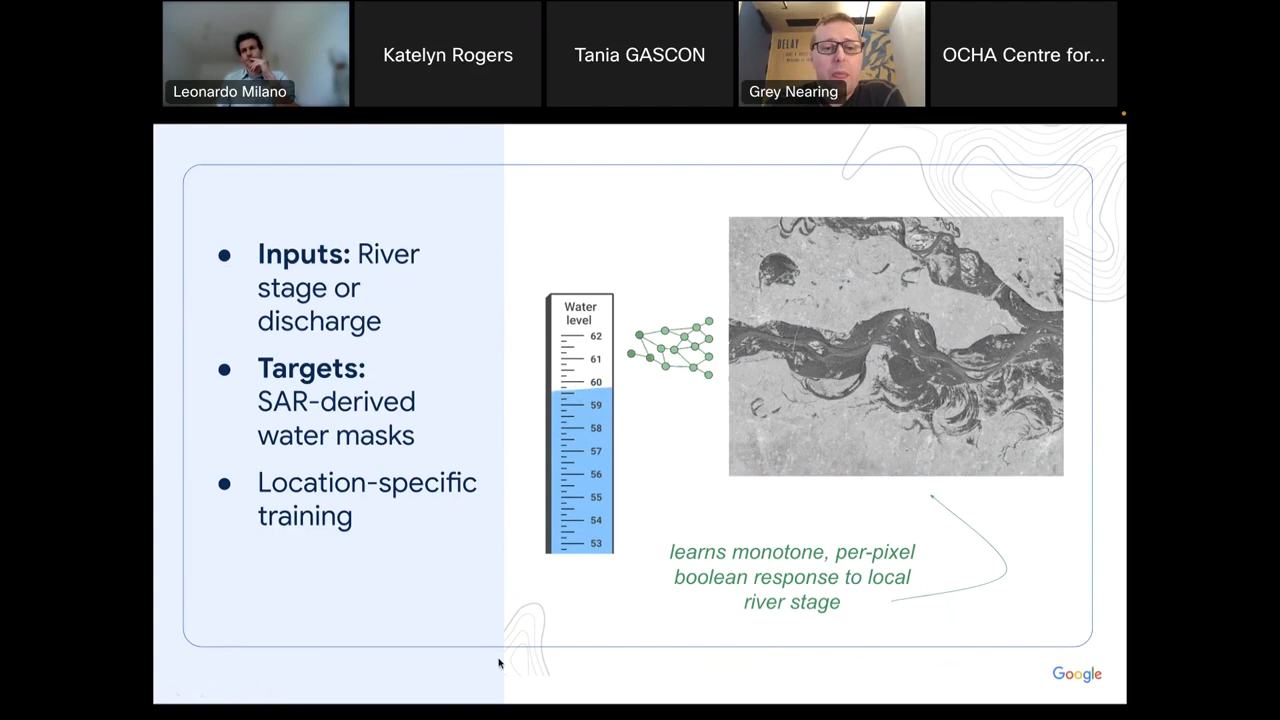 Leonardo Milano
Katelyn Rogers
Tania GASCON
DELAY
Grey Nearing
OCHA Centre for...
Inputs: River
stage or
discharge
Targets:
SAR-derived
water masks
Location-specific
training
Water
level
62
61
60
59
58
57
56
55
54
53
learns monotone, per-pixel
boolean response to local
river stage
Google